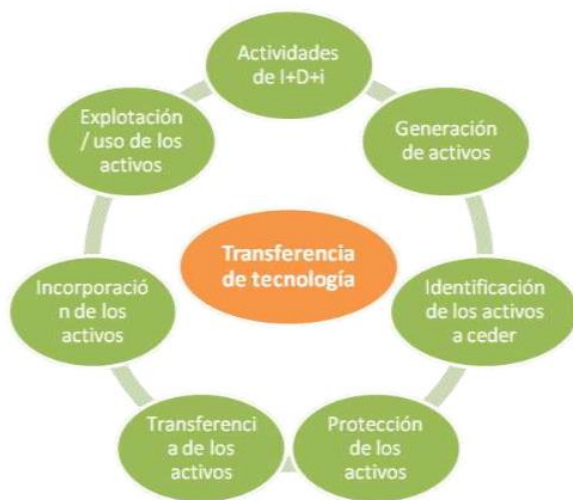 Actividades
de I+D+i
Generación
de activos
Identificación
de los activos
a ceder
Protección
de los
activos
Transferenci
a de los
activos
Incorporació
n de los
activos
Explotación
/ uso de los
activos
Transferencia
de tecnología